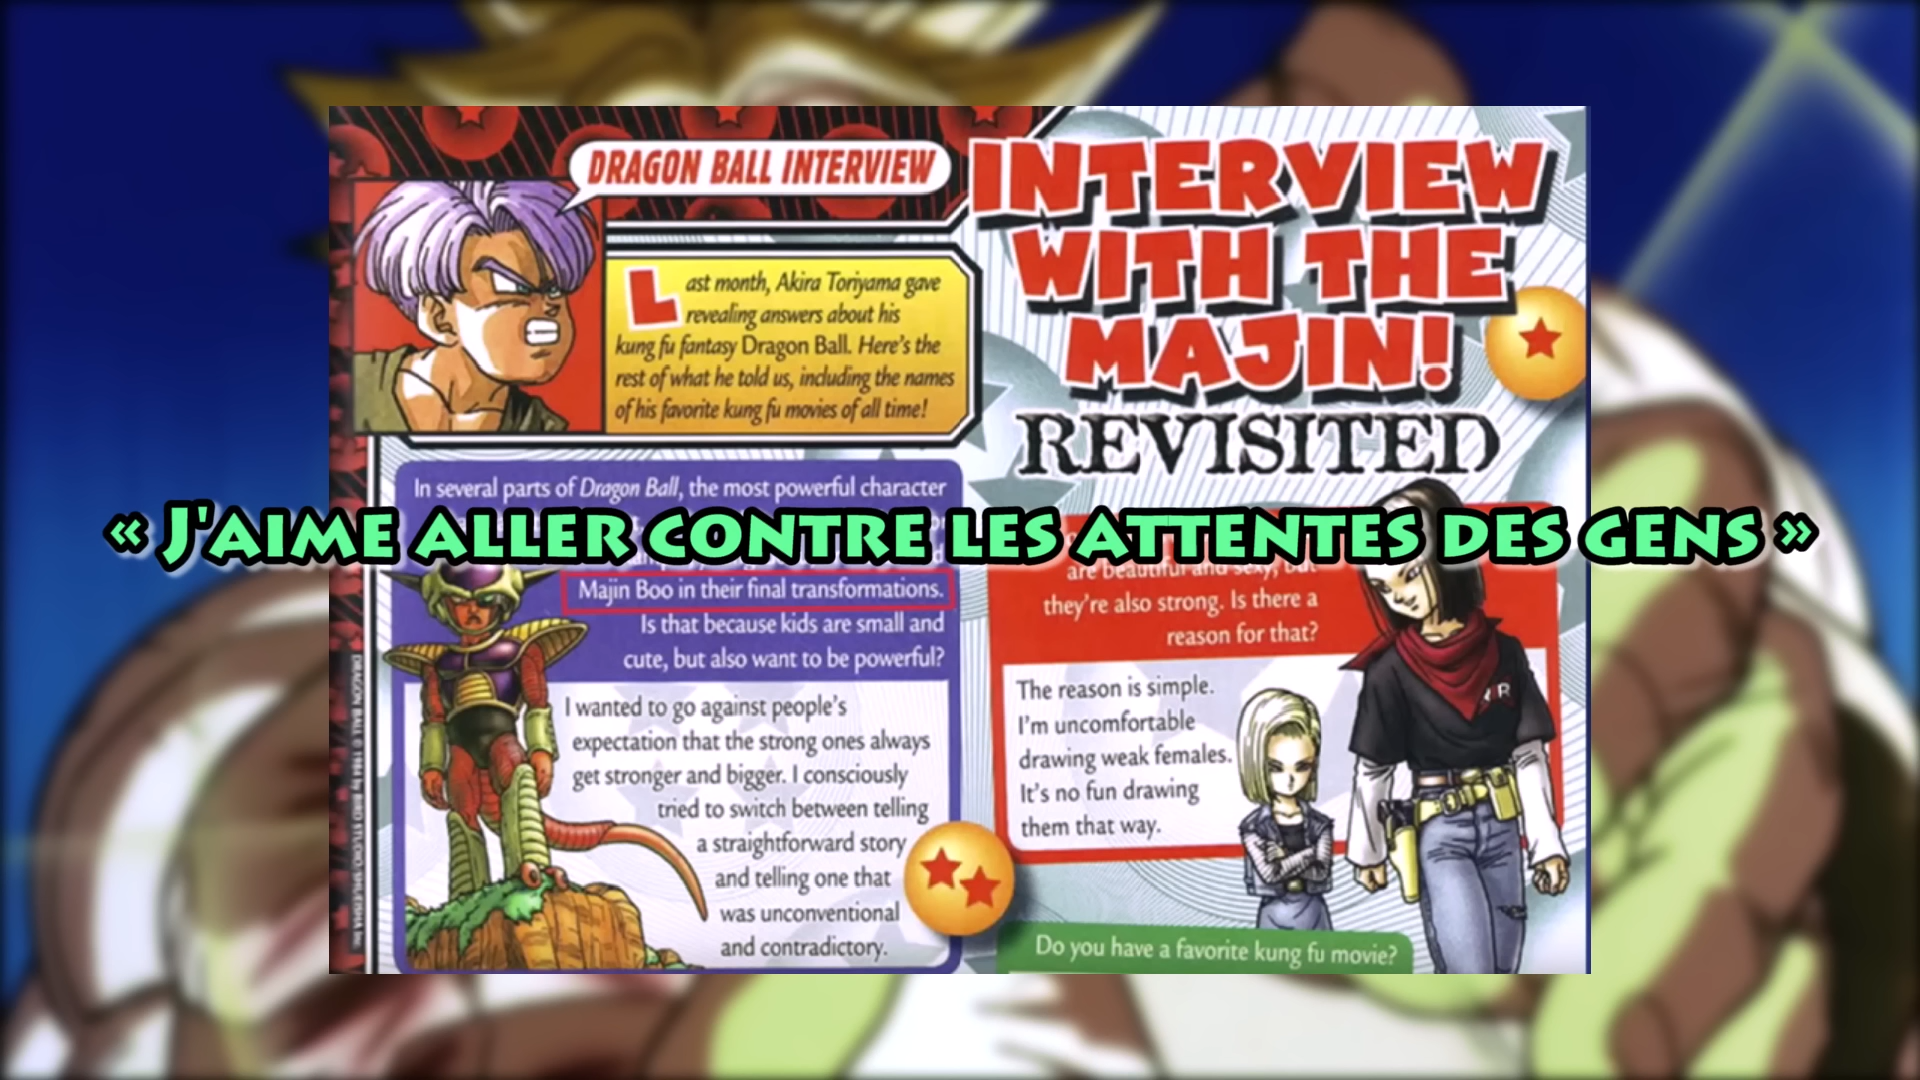 DRAGON BALL INTERVIEW
INTERVIEW
WITH THE
MAJIN!
REVISITED
Last month, Akira Toriyama gave
revealing answers about his
kung fu fantasy Dragon Ball. Here's the
rest of what he told us, including the names
of his favorite kung fu movies of all time!
In several parts of Dragon Ball, the most powerful character
« J'AIME ALLER CONTRE LES ATTENTES DES GENS »
Majin Boo in their final transformations.
Is that because kids are small and
cute, but also want to be powerful?
I wanted to go against people's
expectation that the strong ones always
get stronger and bigger. I consciously
tried to switch between telling
a straightforward story
and telling one that
was unconventional
and contradictory.
are beautiful and sexy, but
they're also strong. Is there a
reason for that?
The reason is simple.
I'm uncomfortable
drawing weak females.
It's no fun drawing
them that way.
Do you have a favorite kung fu movie?